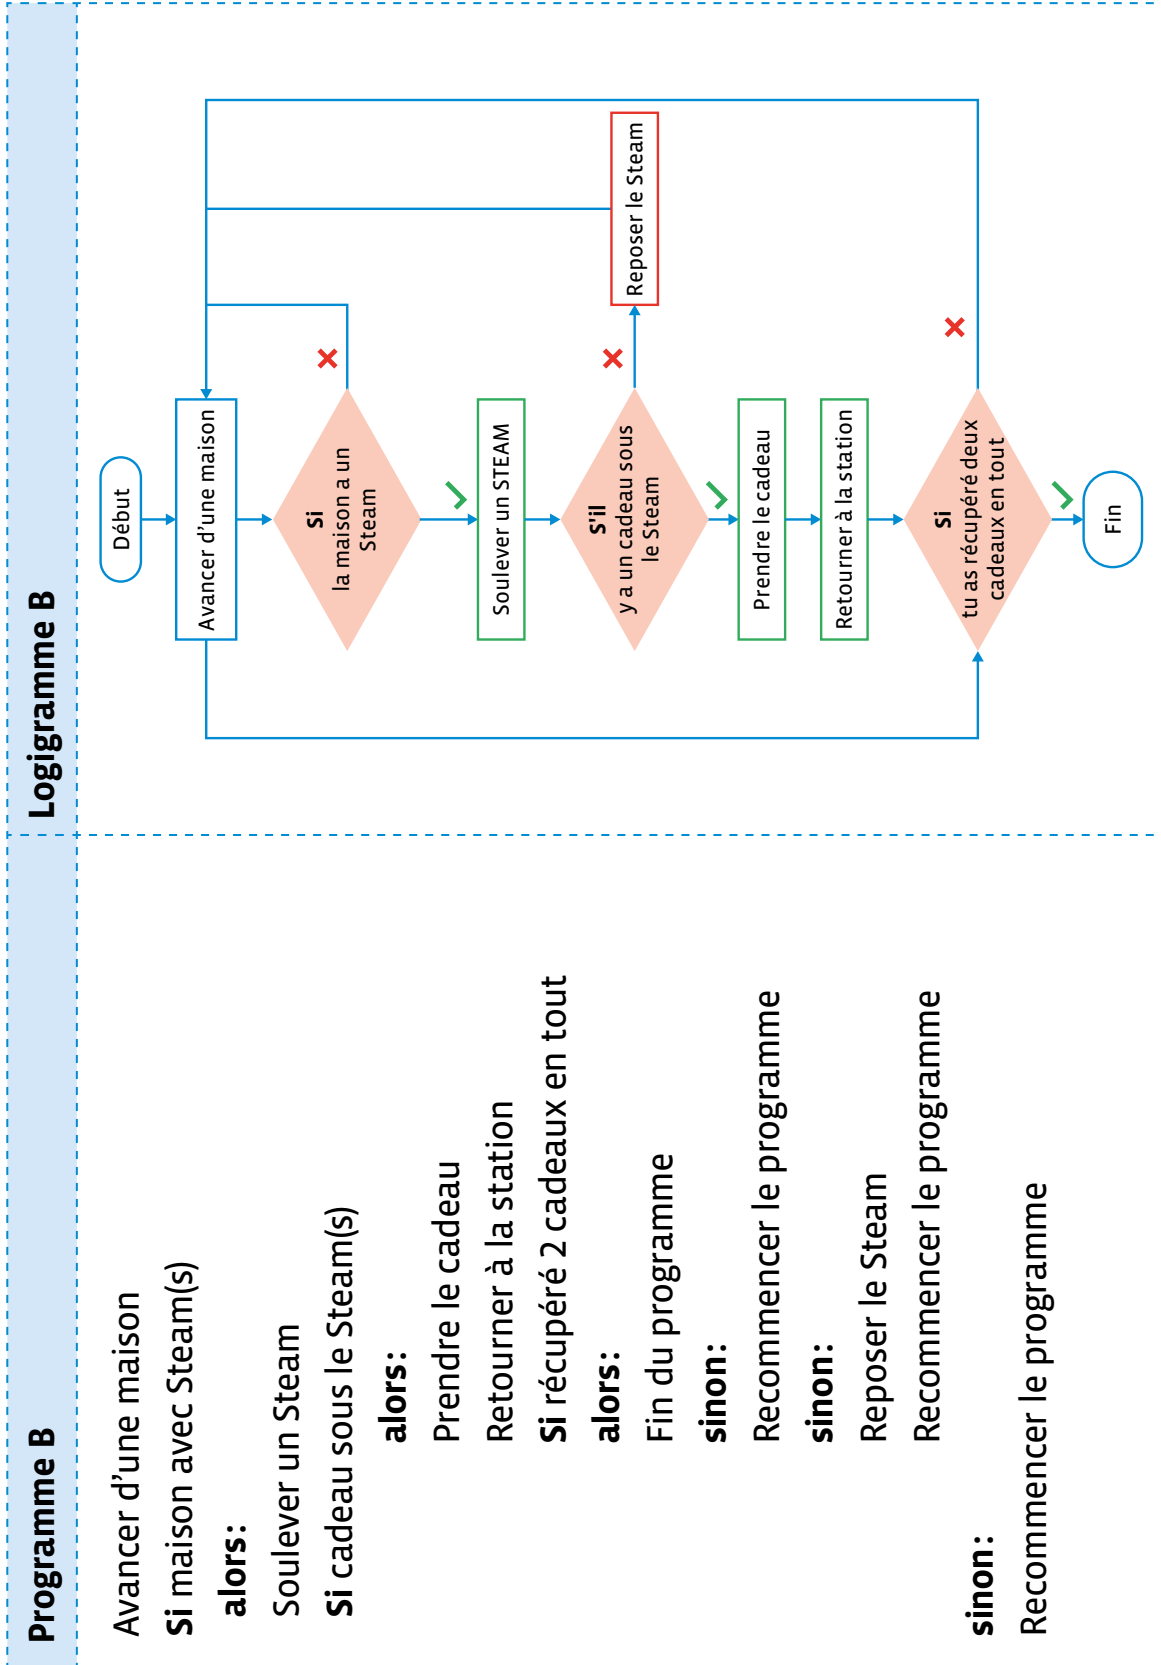 Programme B
Avancer d'une maison
Si maison avec Steam(s)
alors :
Soulever un Steam
Si cadeau sous le Steam(s)
alors :
Prendre le cadeau
Retourner à la station
Si récupéré 2 cadeaux en tout
alors :
Fin du programme
sinon :
Recommencer le programme
sinon :
Reposer le Steam
Recommencer le programme
sinon :
Recommencer le programme
Logigramme B
Début
Avancer d'une maison
Si
la maison a un
Steam
Soulever un STEAM
S'il
y a un cadeau sous
le Steam
Reposer le Steam
Prendre le cadeau
Retourner à la station
Si
tu as récupéré deux
cadeaux en tout
Fin